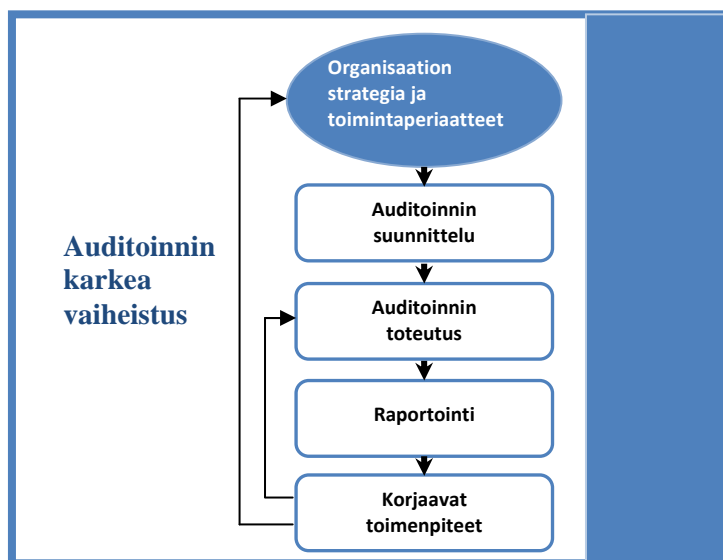 Organisaation
strategia ja
toimintaperiaatteet
Auditoinnin
karkea
vaiheistus
Auditoinnin
suunnittelu
Auditoinnin
toteutus
Raportointi
Korjaavat
toimenpiteet